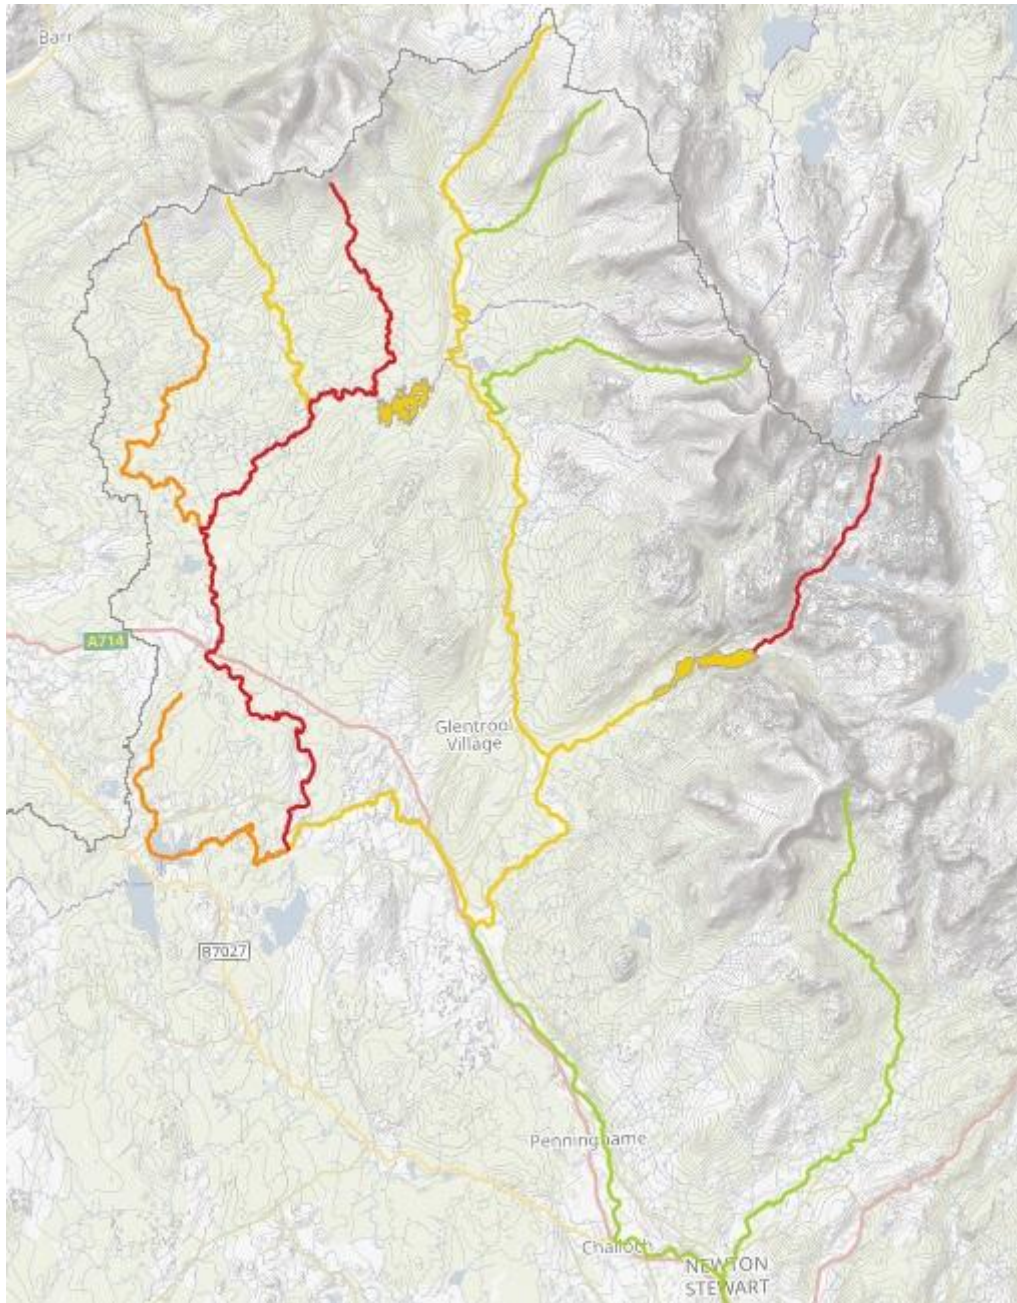 Barr
A714
Glentrool
Village
B7027
Penninghame
Challoch
NEWTON
STEWART